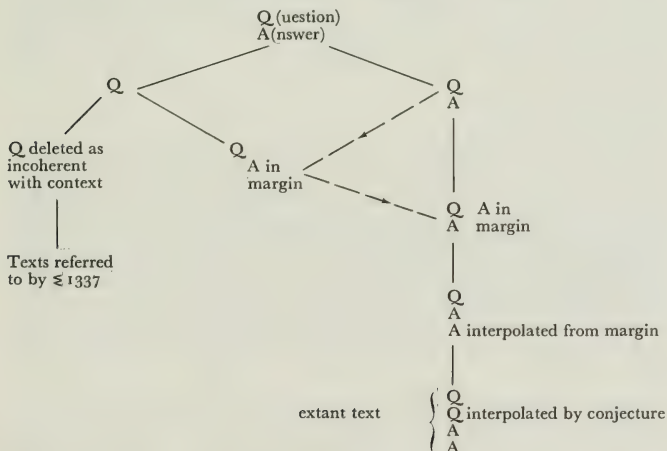 Q (uestion)
A(nswer)
Q
Q
A
Q deleted as
incoherent
with context
Q
A in
margin
Q A in
A margin
Texts referred
to by ≶ 1337
Q
A
A interpolated from margin
extant text
Q
Q interpolated by conjecture
A
A